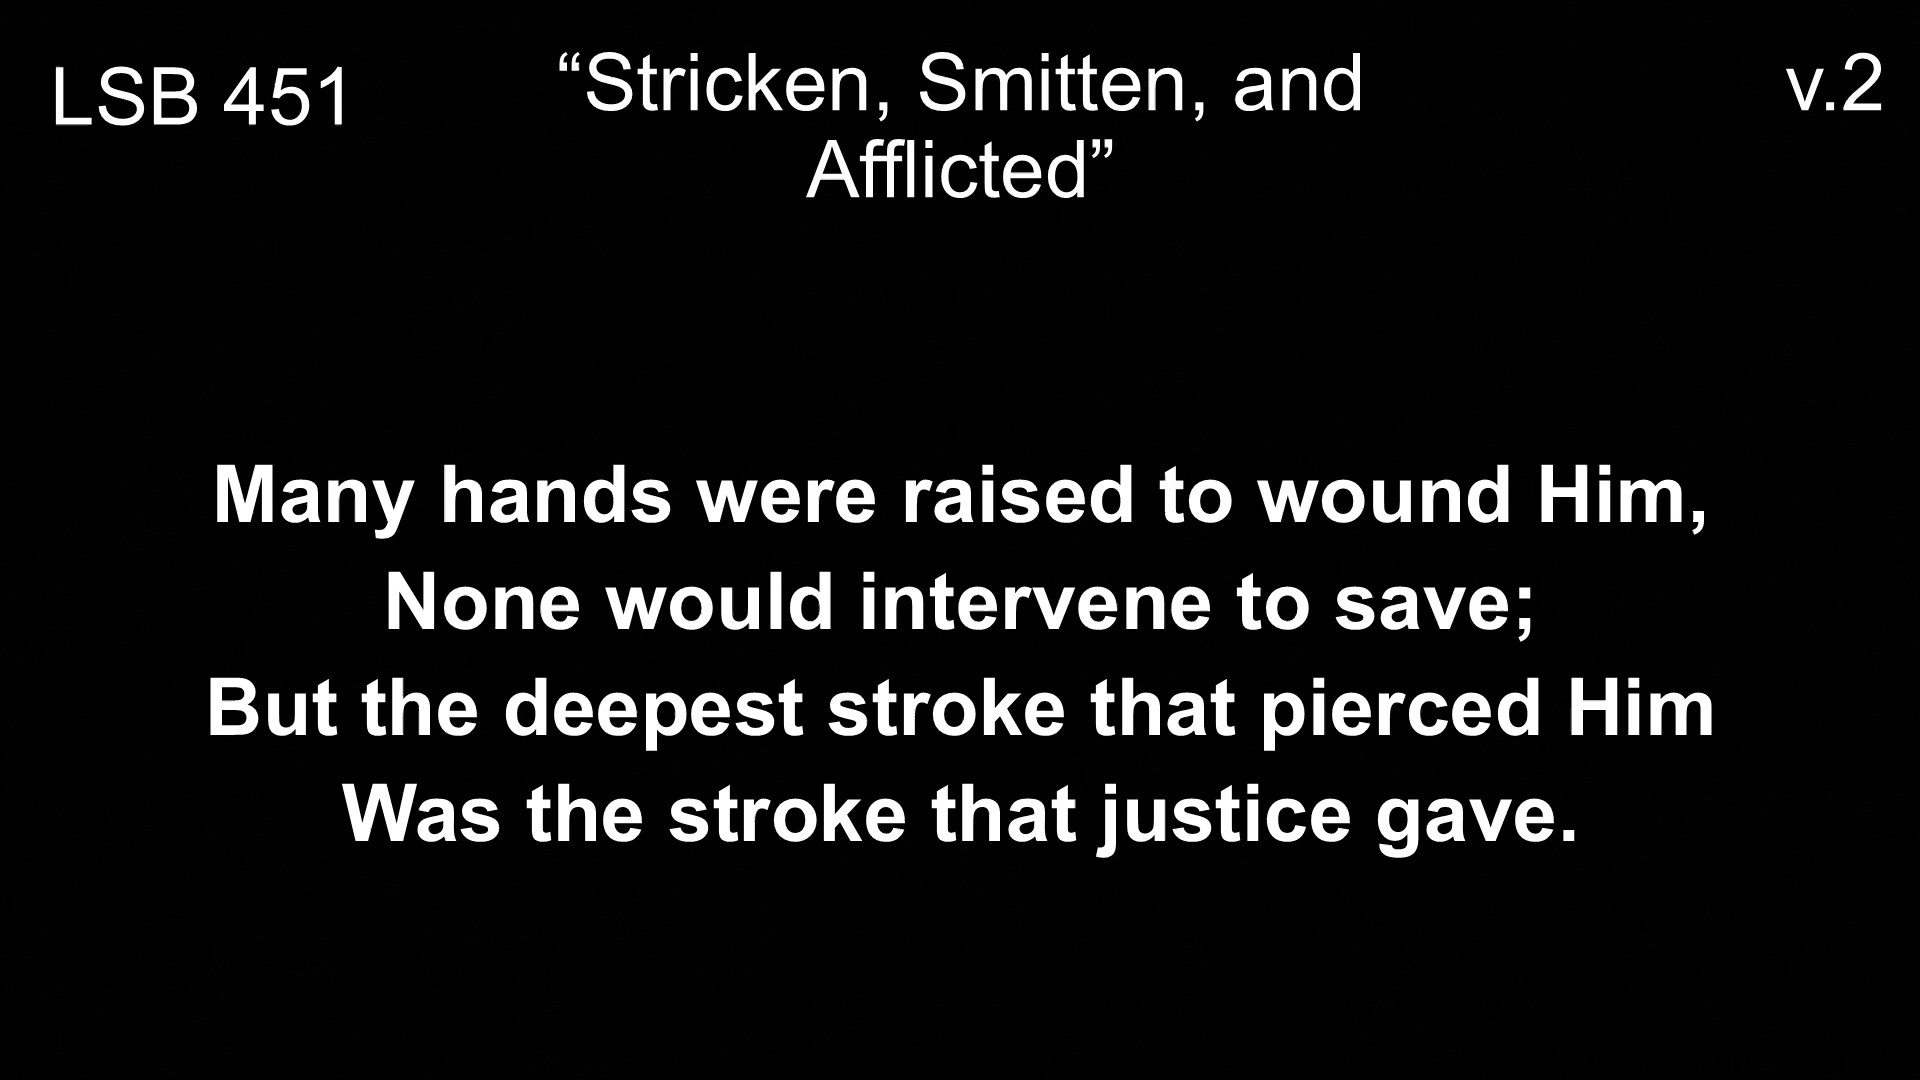 LSB 451
“Stricken, Smitten, and
Afflicted”
v.2
Many hands were raised to wound Him,
None would intervene to save;
But the deepest stroke that pierced Him
Was the stroke that justice gave.